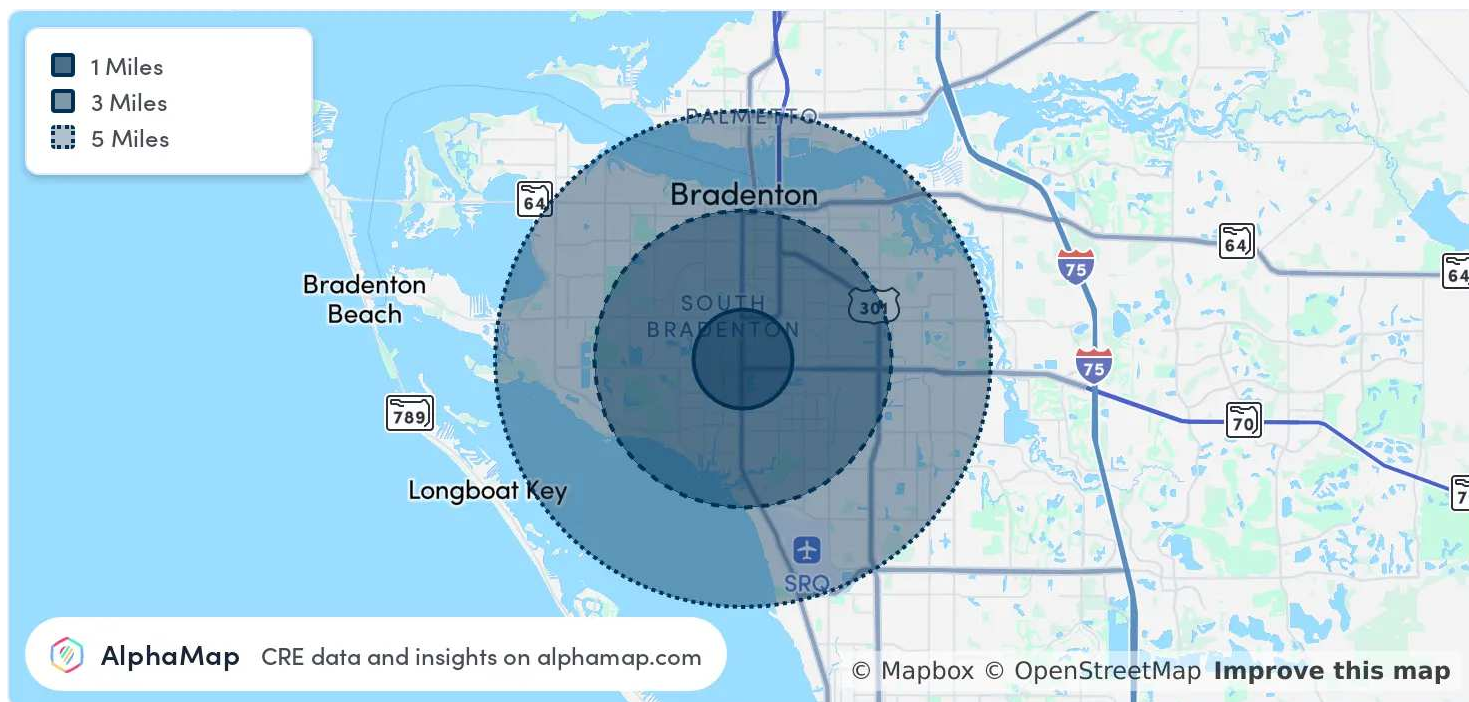 1 Miles
3 Miles
5 Miles
PALMETTO
64
Bradenton
64
75
64
Bradenton
Beach
SOUTH
BRADENTON
301
75
789
70
Longboat Key
7
SRQ
AlphaMap CRE data and insights on alphamap.com
© Mapbox © OpenStreetMap Improve this map